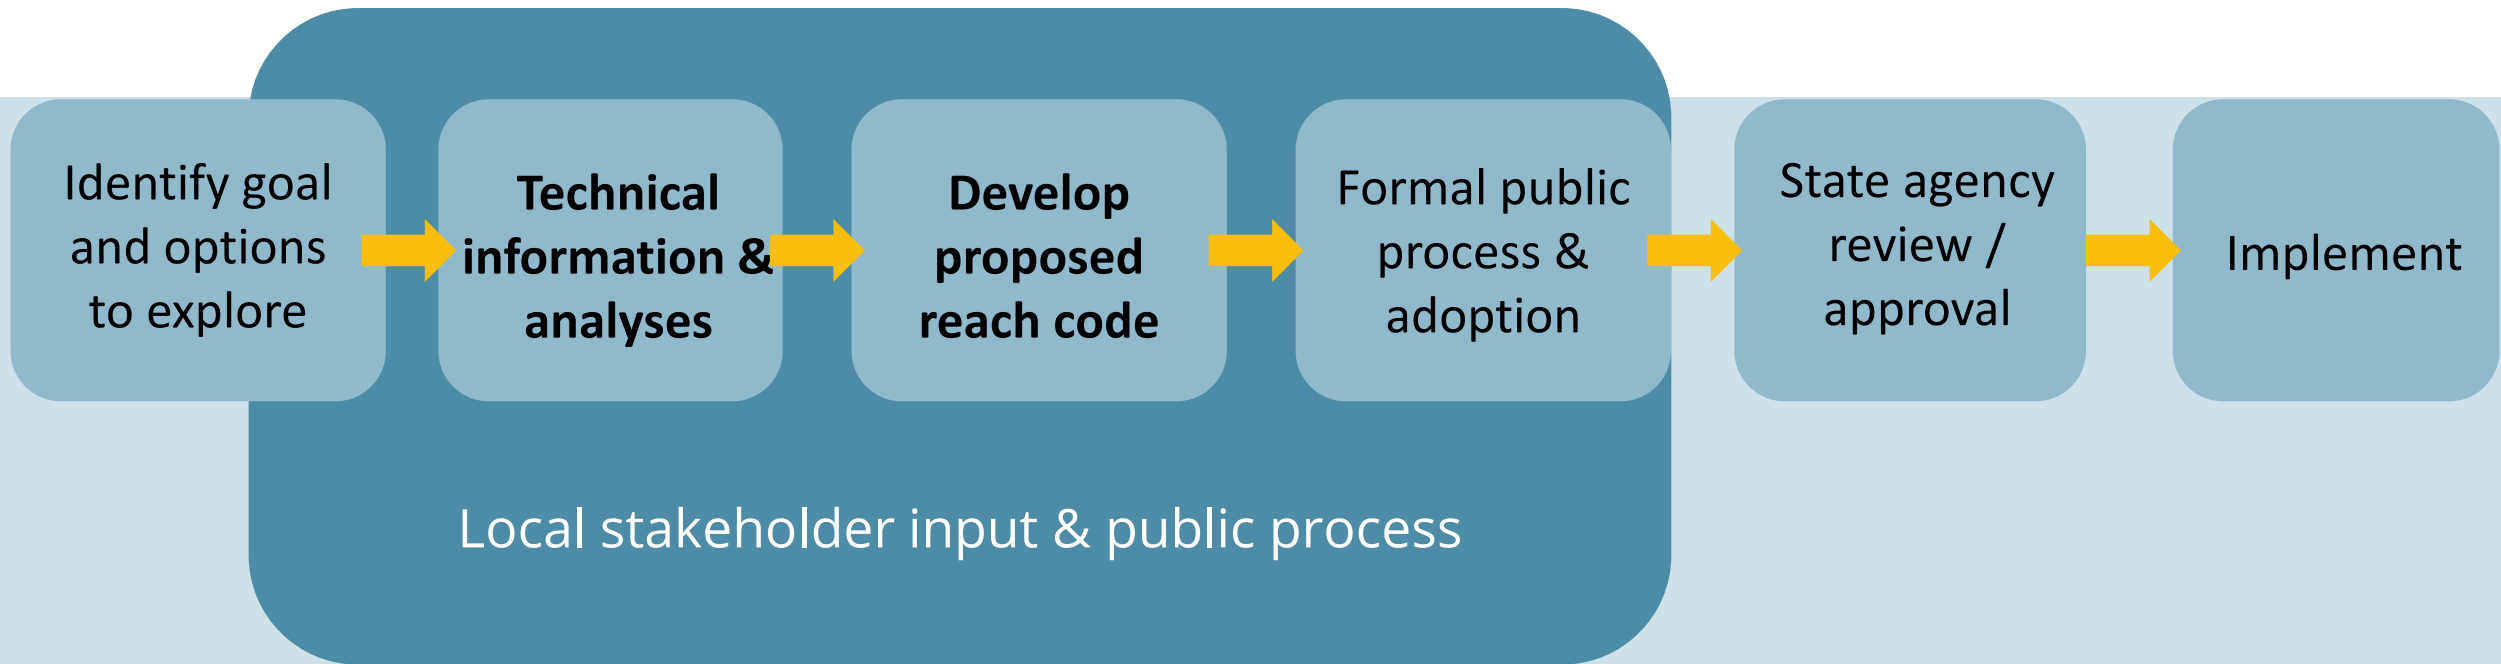 Identify goal
and options
to explore
Technical
information &
analyses
Develop
proposed
reach code
Formal public
process &
adoption
State agency
review /
approval
Implement
Local stakeholder input & public process